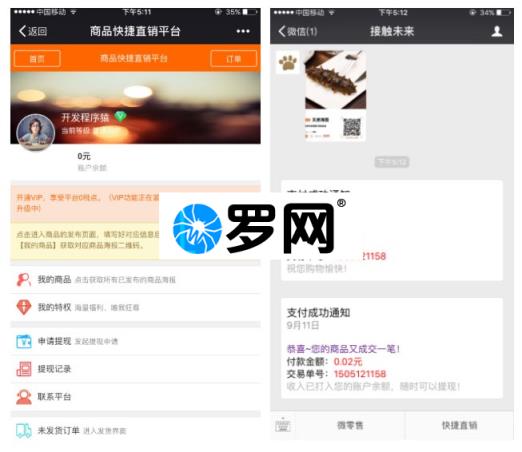 中国移动
下午5:11
35%
返回
商品快捷直销平台
首页
商品快捷直销平台
订单
开发程序猿
当前等级
0元
账户余额
开通VIP，享受平台0税点。（VIP功能正在
升级中）
点击进入商品的发布页面，填写好对应信息后
【我的商品】获取对应商品海报二维码。
我的商品 点击获取所有已发布的商品海报
我的特权 海量福利、唯我狂尊
申请提现 发起提现申请
提现记录
联系平台
未发货订单 进入发货界面
罗网®
中国移动
下午5:12
34%
微信(1)
接触未来
下午5:12
支付成功通知
1158
祝您购物愉快！
支付成功通知
9月11日
恭喜~您的商品又成交一笔！
付款金额：0.02元
交易单号：1505121158
收入已打入您的账户余额，随时可以提现！
微零售
快捷直销